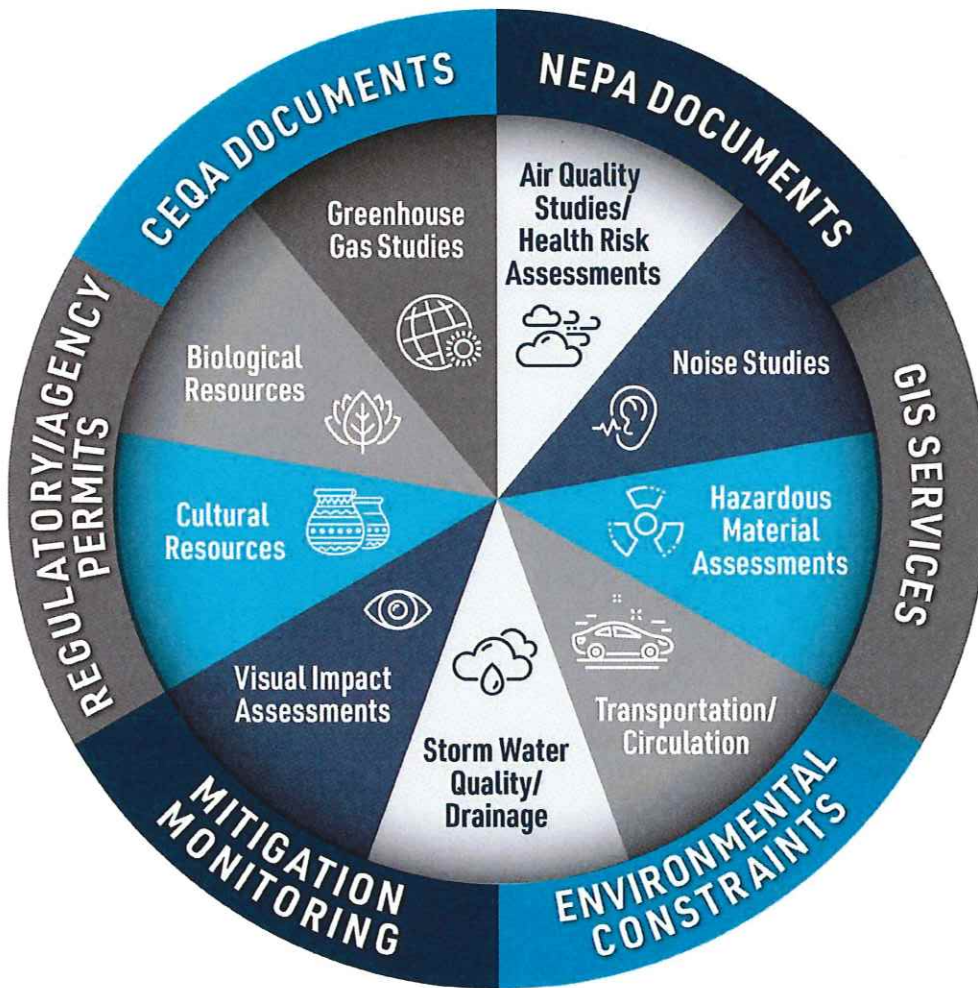 CEQA DOCUMENTS
NEPA DOCUMENTS
GIS SERVICES
ENVIRONMENTAL
CONSTRAINTS
MITIGATION
MONITORING
REGULATORY/AGENCY
PERMITS
Greenhouse
Gas Studies
Air Quality
Studies/
Health Risk
Assessments
Noise Studies
Hazardous
Material
Assessments
Transportation/
Circulation
Storm Water
Quality/
Drainage
Visual Impact
Assessments
Cultural
Resources
Biological
Resources